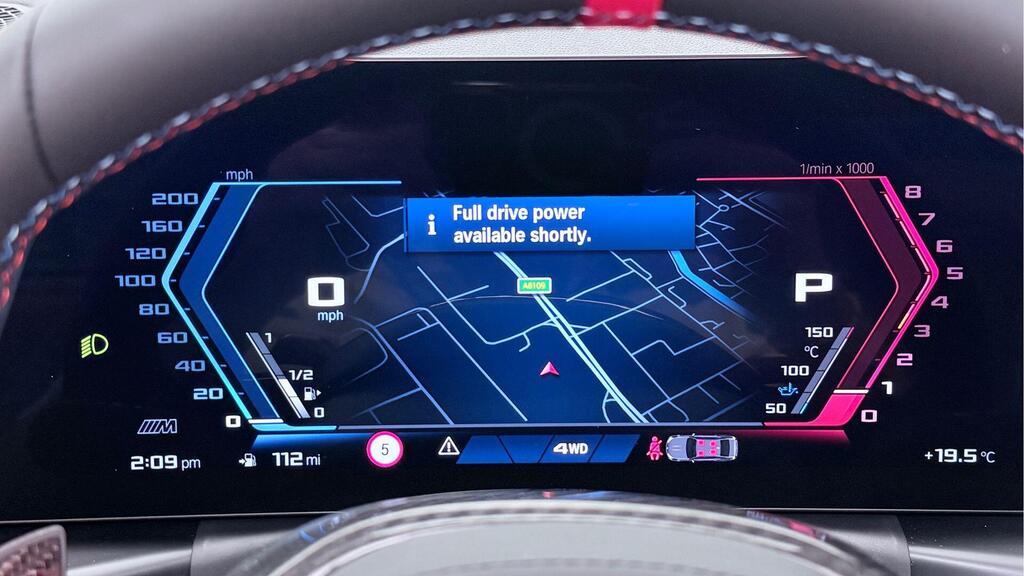 mph
1/min x 1000
200
160
120
100
80
60
40
20
0
8
7
6
5
4
3
2
1
0
Full drive power
available shortly.
A8109
0
mph
P
1
1/2
0
150
°C
100
50
M
2:09 pm
112 mi
5
4WD
+19.5 °C